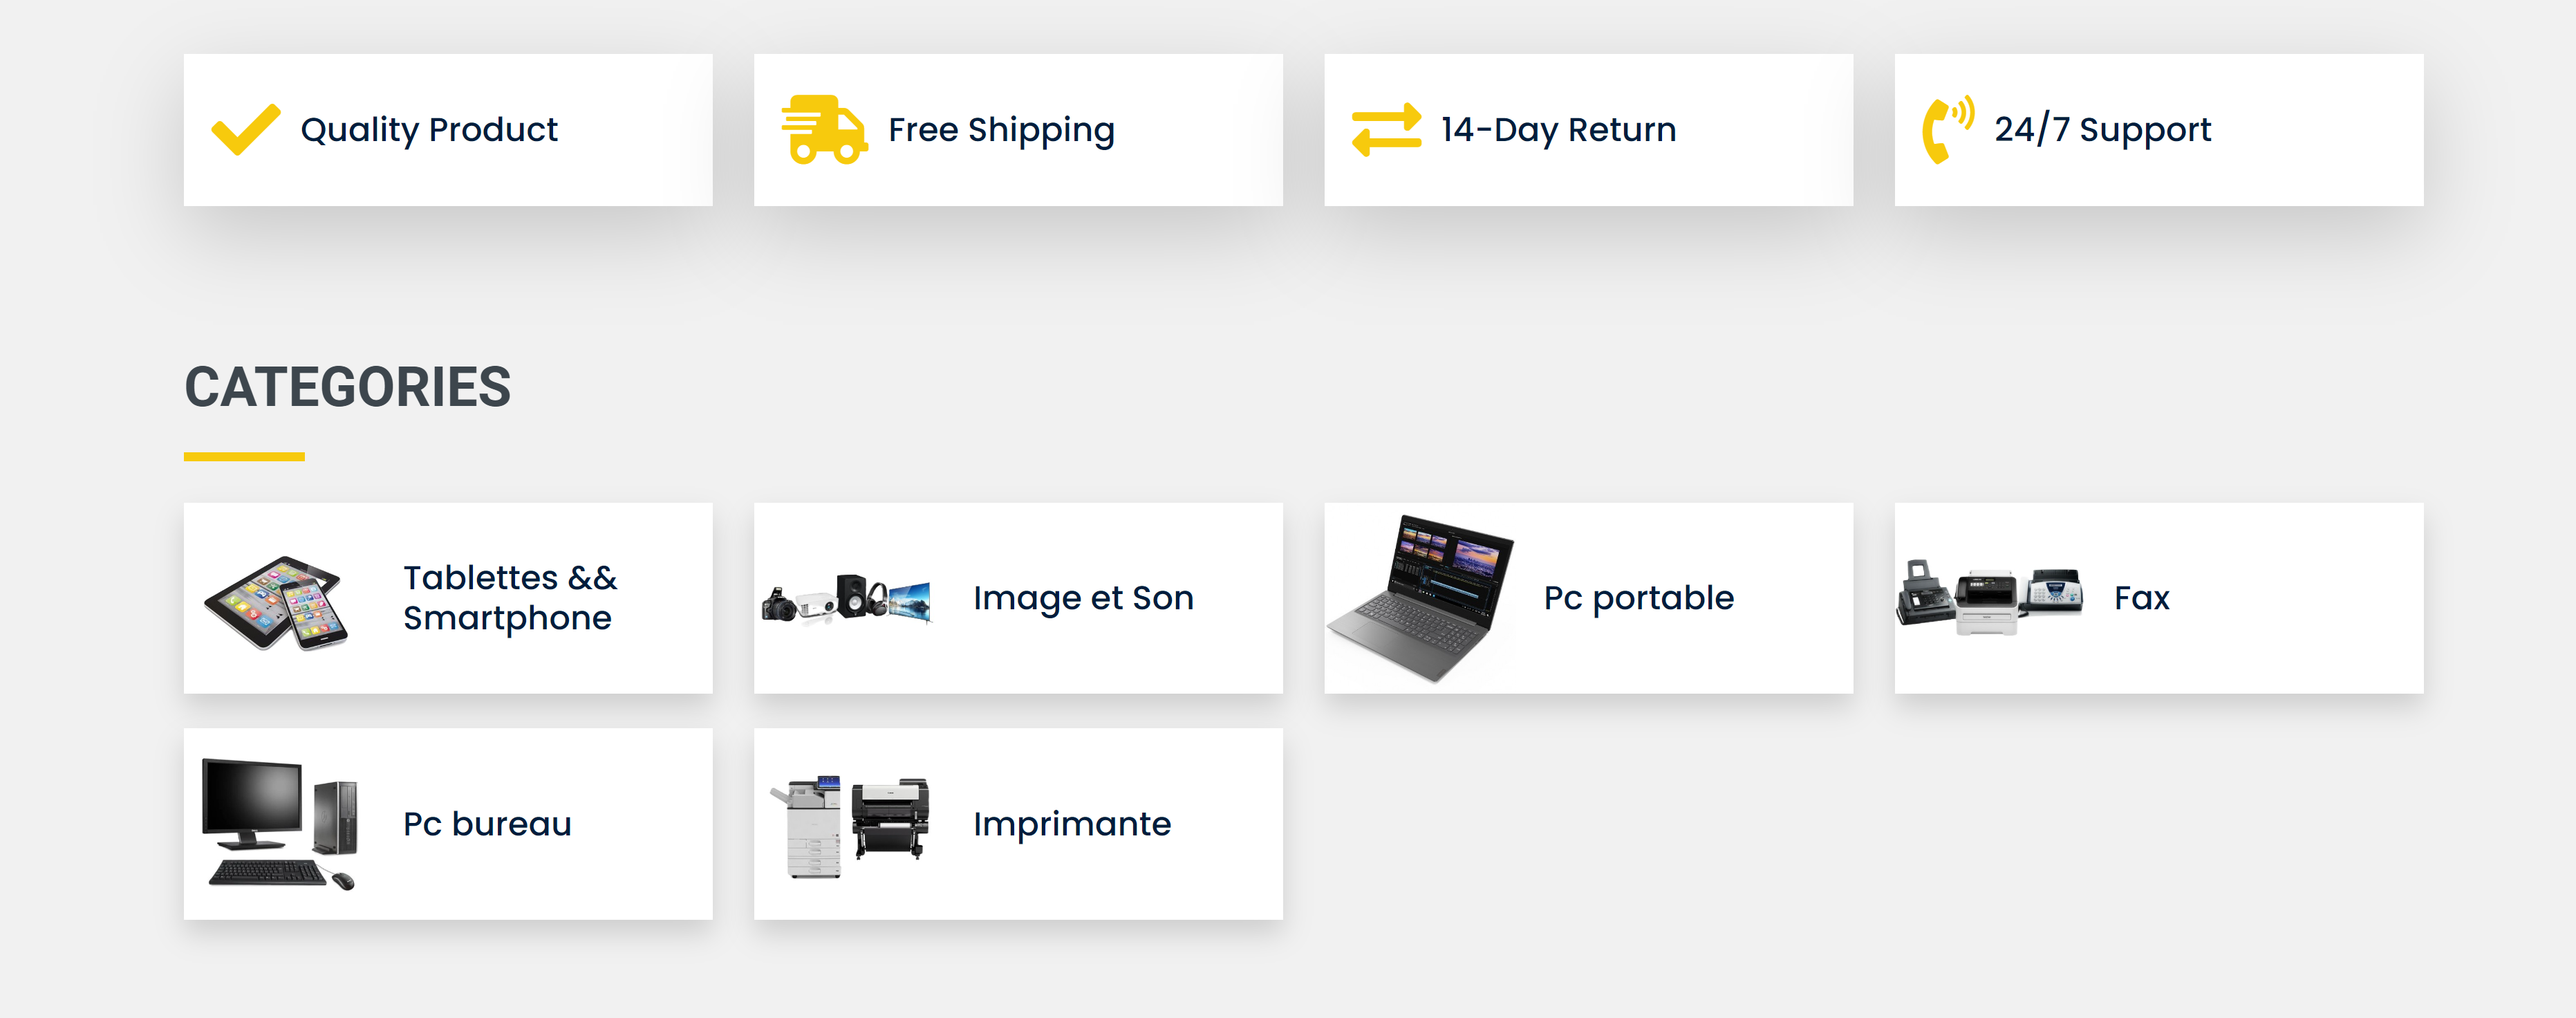 Quality Product
Free Shipping
14-Day Return
24/7 Support
CATEGORIES
Tablettes &&
Smartphone
Image et Son
Pc portable
Fax
Pc bureau
Imprimante